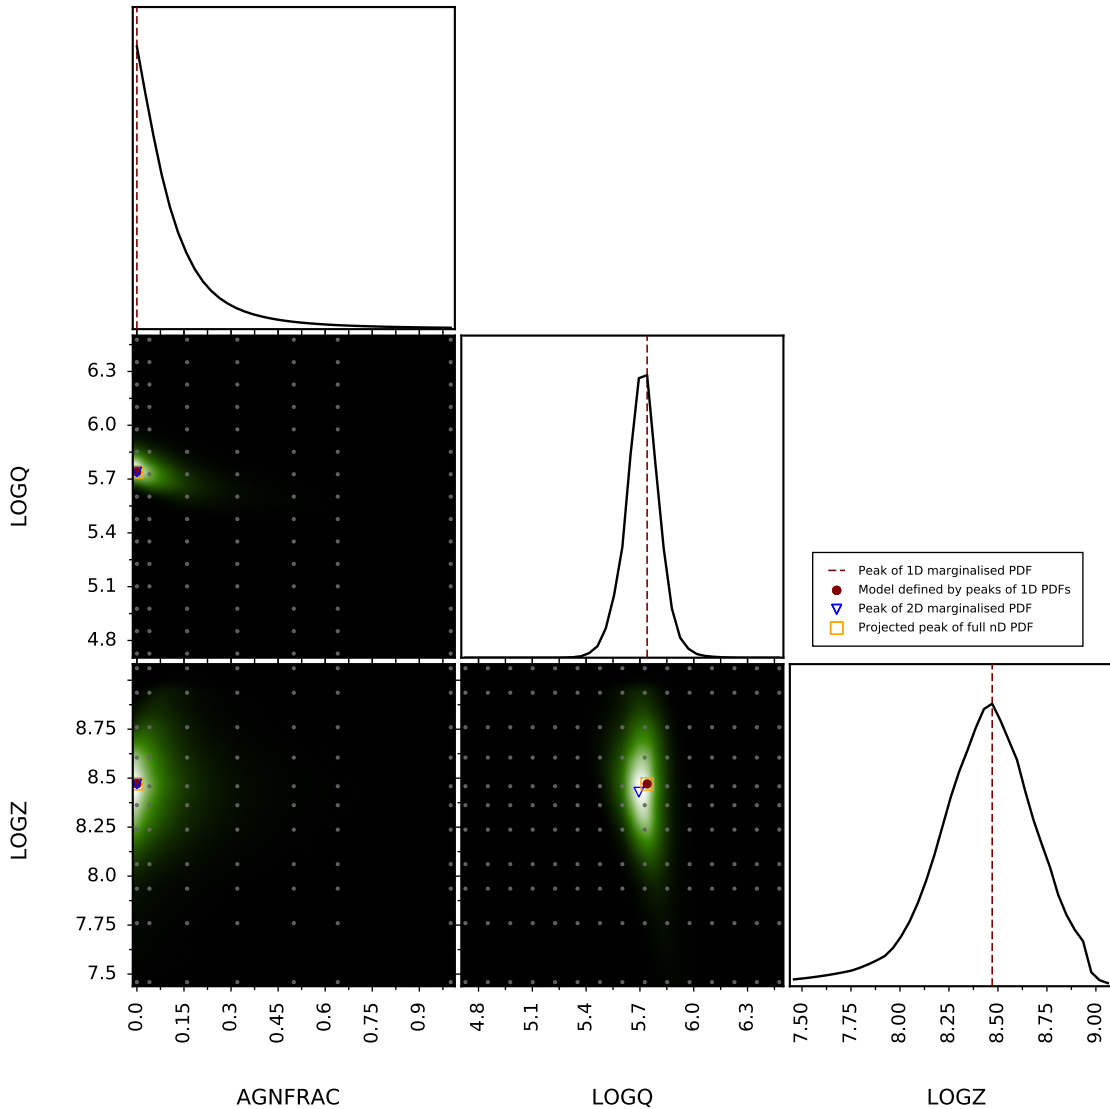 6.3
6.0
5.7
5.4
5.1
4.8
LOGQ
Peak of 1D marginalised PDF
Model defined by peaks of 1D PDFs
Peak of 2D marginalised PDF
Projected peak of full nD PDF
8.75
8.5
8.25
8.0
7.75
7.5
LOGZ
0.0 0.15 0.3 0.45 0.6 0.75 0.9
4.8 5.1 5.4 5.7 6.0 6.3
7.50 7.75 8.00 8.25 8.50 8.75 9.00
AGNFRAC
LOGQ
LOGZ